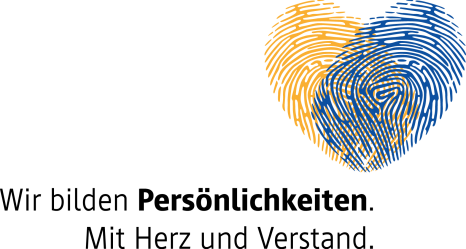 Wir bilden Persönlichkeiten.
Mit Herz und Verstand.